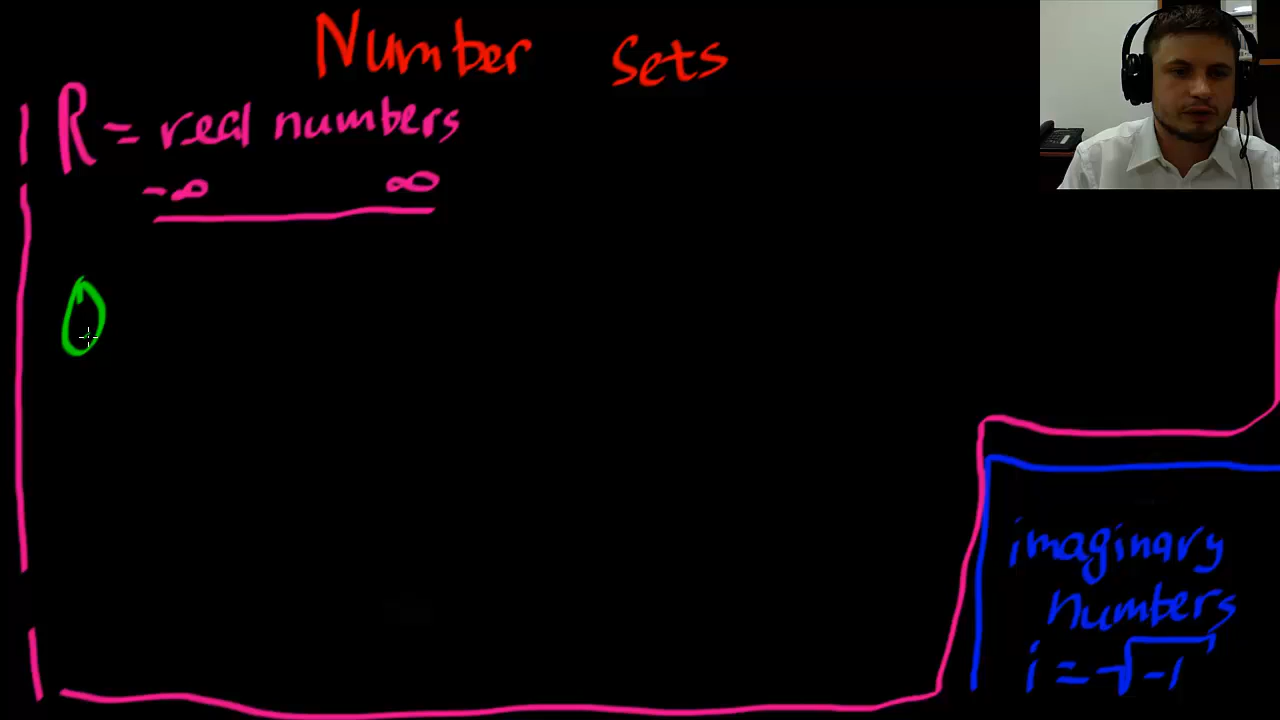 Number Sets
R = real numbers
-∞ ∞
0
imaginary
numbers
i = √-1